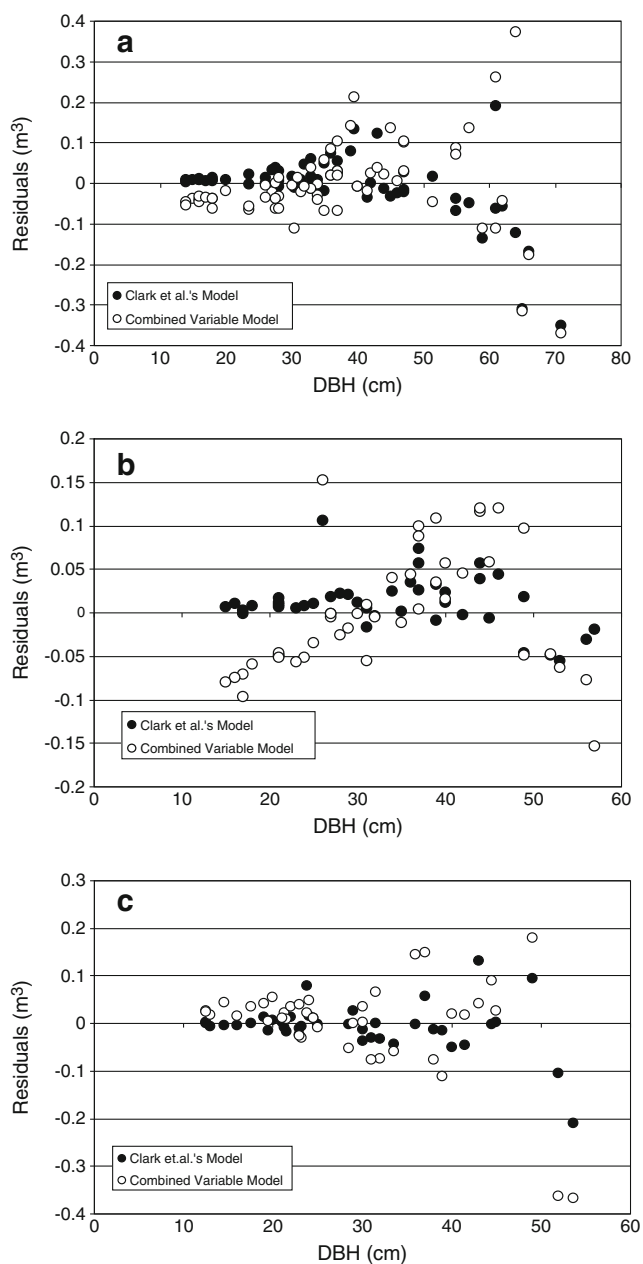 a
0.4
0.3
0.2
0.1
0
-0.1
-0.2
-0.3
-0.4
Residuals (m³)
Clark et al.'s Model
Combined Variable Model
0 10 20 30 40 50 60 70 80
DBH (cm)
b
0.2
0.15
0.1
0.05
0
-0.05
-0.1
-0.15
-0.2
Residuals (m³)
Clark et al.'s Model
Combined Variable Model
0 10 20 30 40 50 60
DBH (cm)
c
0.3
0.2
0.1
0
-0.1
-0.2
-0.3
-0.4
Residuals (m³)
Clark et.al.'s Model
Combined Variable Model
0 10 20 30 40 50 60
DBH (cm)